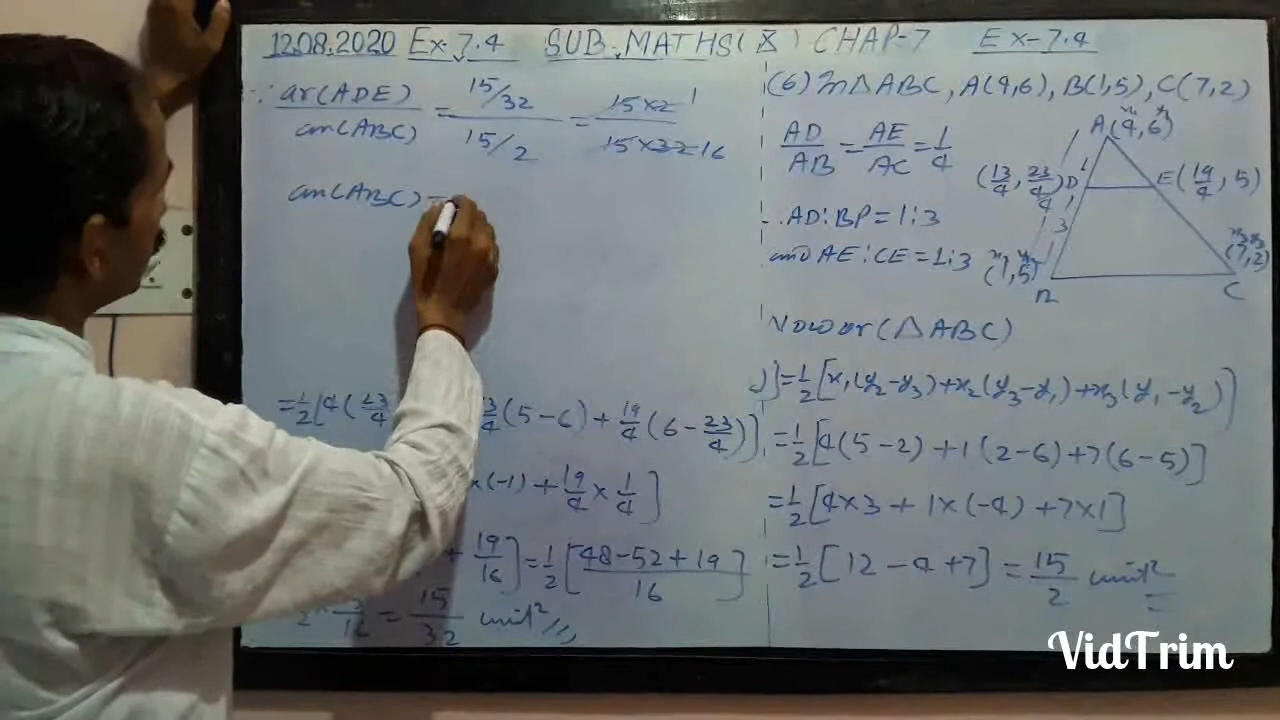 12.08.2020 Ex. 7.4 SUB. MATHS(X) CHAP-7 Ex-7.4
∵ ar(ADE)/ar(ABC) = 15/32 / 15/2 = 15×2 1 / 15×32 16
ar(ABC) =
=1/2[4(23/4 (5-6) + 19/4(6-23/4)]
×(-1) + 19/4 × 1/4]
+ 19/16] = 1/2[48-52+19/16]
= 15/32 unit²
(6) In △ABC, A(4,6), B(1,5), C(7,2)
AD/AB = AE/AC = 1/4
∴ AD:BD = 1:3
and AE:CE = 1:3
A(4,6)
(13/4, 23/4) D 1
E(19/4, 5)
3
(1,5)
(7,2)
B C
Now ar(△ABC)
=1/2[x₁(y₂-y₃)+x₂(y₃-y₁)+x₃(y₁-y₂)]
=1/2[4(5-2)+1(2-6)+7(6-5)]
=1/2[4×3+1×(-4)+7×1]
=1/2[12-4+7] = 15/2 unit²
VidTrim